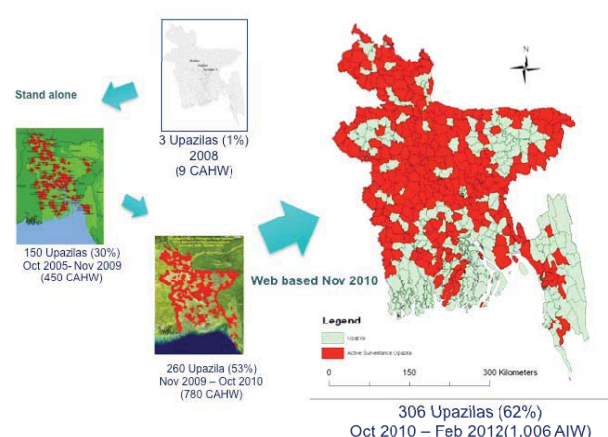 Stand alone
3 Upazilas (1%)
2008
(9 CAHW)
150 Upazilas (30%)
Oct 2005- Nov 2009
(450 CAHW)
260 Upazila (53%)
Nov 2009 – Oct 2010
(780 CAHW)
Web based Nov 2010
N
Legend
Upazila
Active Surveillance Upazila
0 150 300 Kilometers
306 Upazilas (62%)
Oct 2010 – Feb 2012(1,006 AIW)